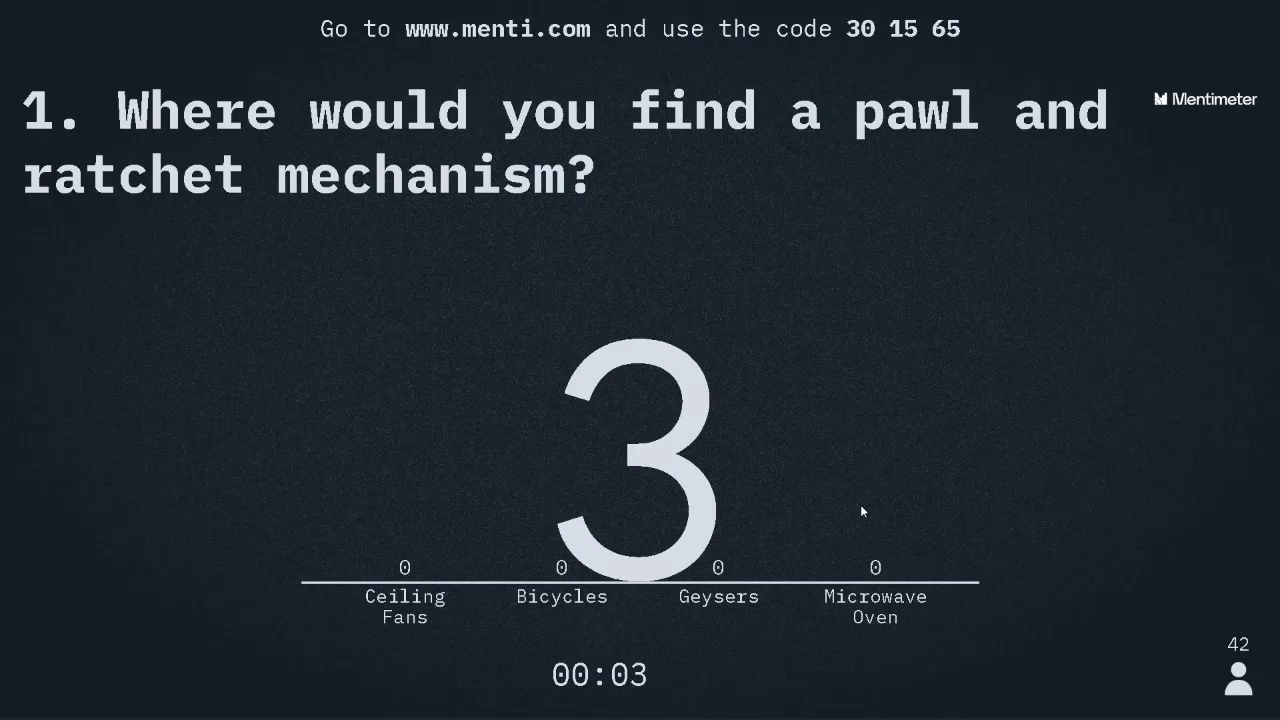 Go to www.menti.com and use the code 30 15 65
1. Where would you find a pawl and
ratchet mechanism?
Mentimeter
3
0 0 0 0
Ceiling Fans Bicycles Geysers Microwave Oven
00:03
42